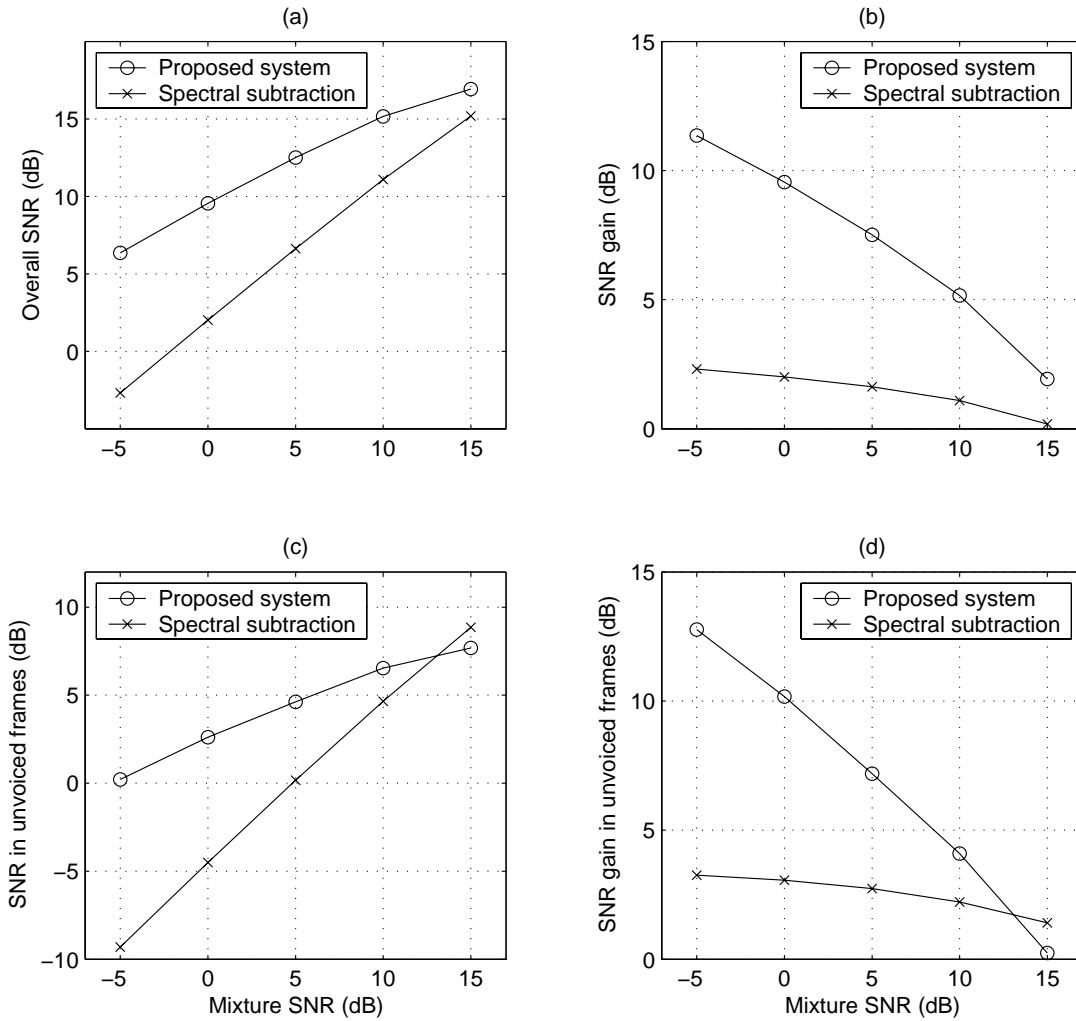 (a)
Proposed system
Spectral subtraction
15
10
5
0
Overall SNR (dB)
−5
0
5
10
15
(b)
Proposed system
Spectral subtraction
15
10
5
0
SNR gain (dB)
−5
0
5
10
15
(c)
Proposed system
Spectral subtraction
10
5
0
−5
−10
SNR in unvoiced frames (dB)
−5
0
5
10
15
Mixture SNR (dB)
(d)
Proposed system
Spectral subtraction
15
10
5
0
SNR gain in unvoiced frames (dB)
−5
0
5
10
15
Mixture SNR (dB)